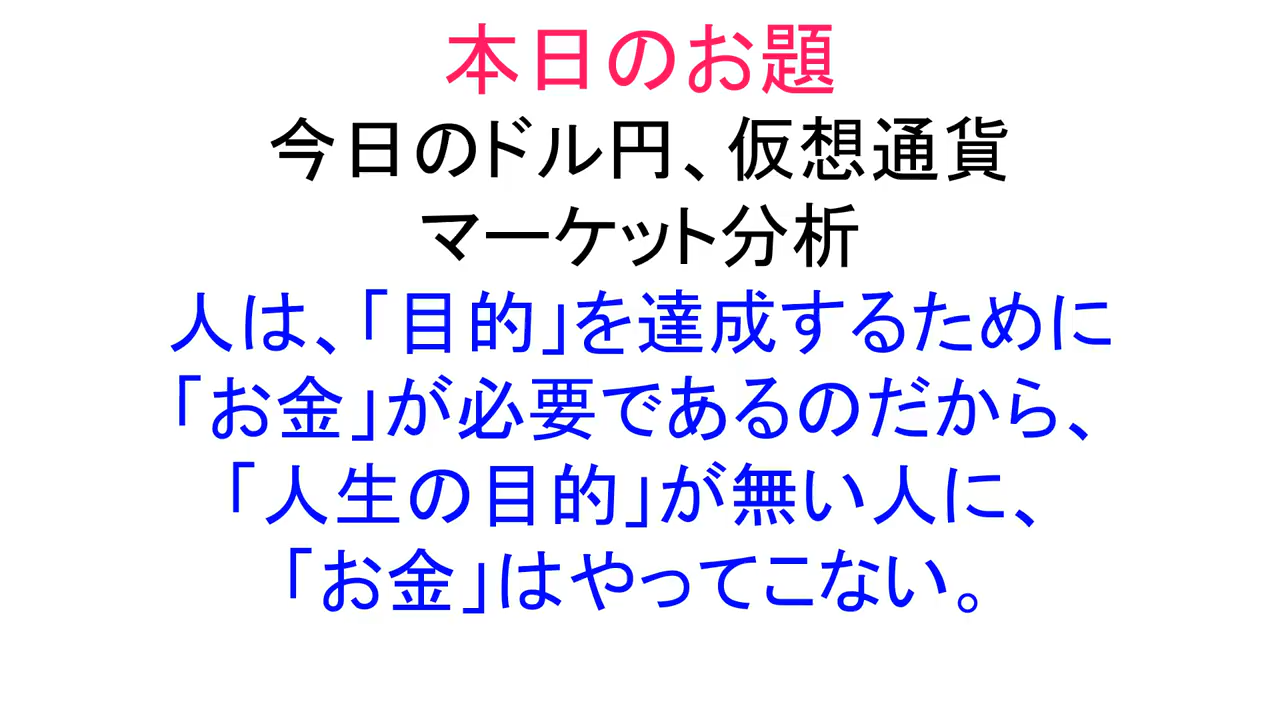 本日のお題
今日のドル円、仮想通貨
マーケット分析
人は、「目的」を達成するために
「お金」が必要であるのだから、
「人生の目的」が無い人に、
「お金」はやってこない。